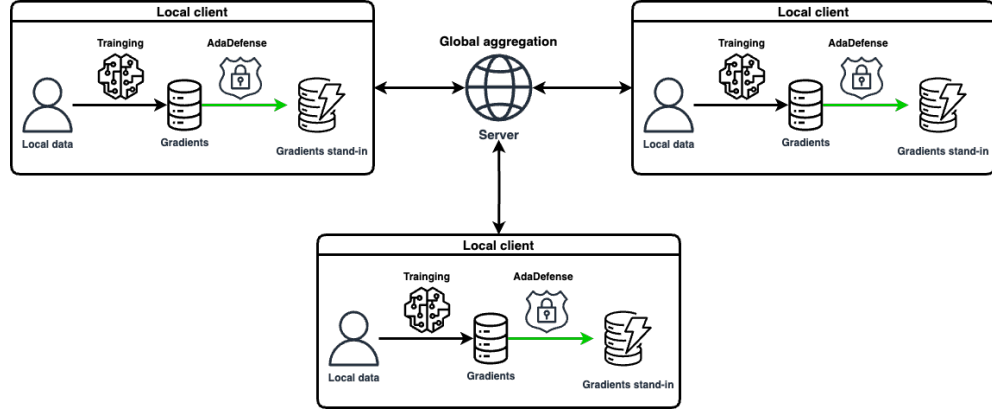 Local client
Trainging
AdaDefense
Local data
Gradients
Gradients stand-in
Global aggregation
Server
Local client
Trainging
AdaDefense
Local data
Gradients
Gradients stand-in
Local client
Trainging
AdaDefense
Local data
Gradients
Gradients stand-in